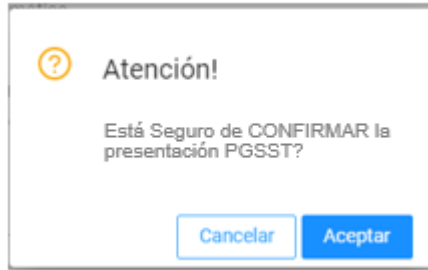 Atención!
Está Seguro de CONFIRMAR la
presentación PGSST?
Cancelar
Aceptar